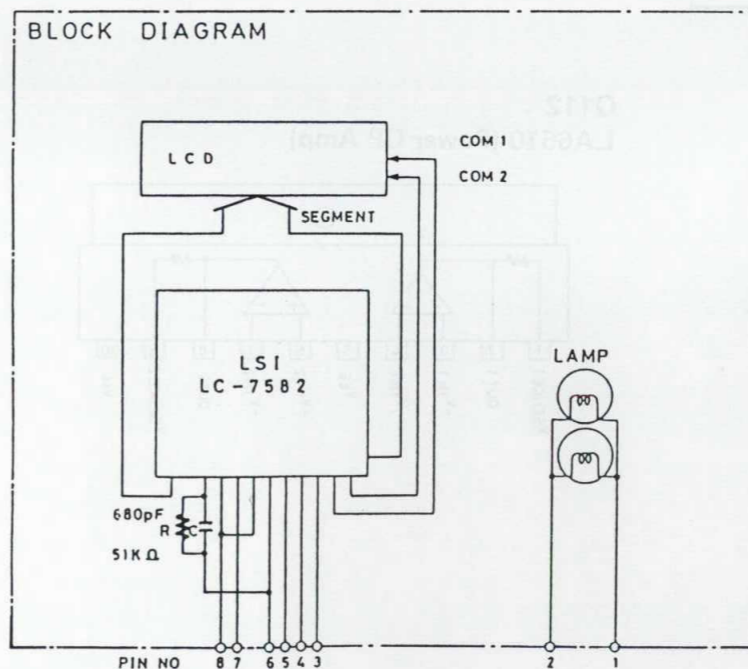 BLOCK DIAGRAM
LCD
COM 1
COM 2
SEGMENT
LSI
LC-7582
LAMP
680pF
R C
51KΩ
PIN NO 8 7 6 5 4 3 2 1